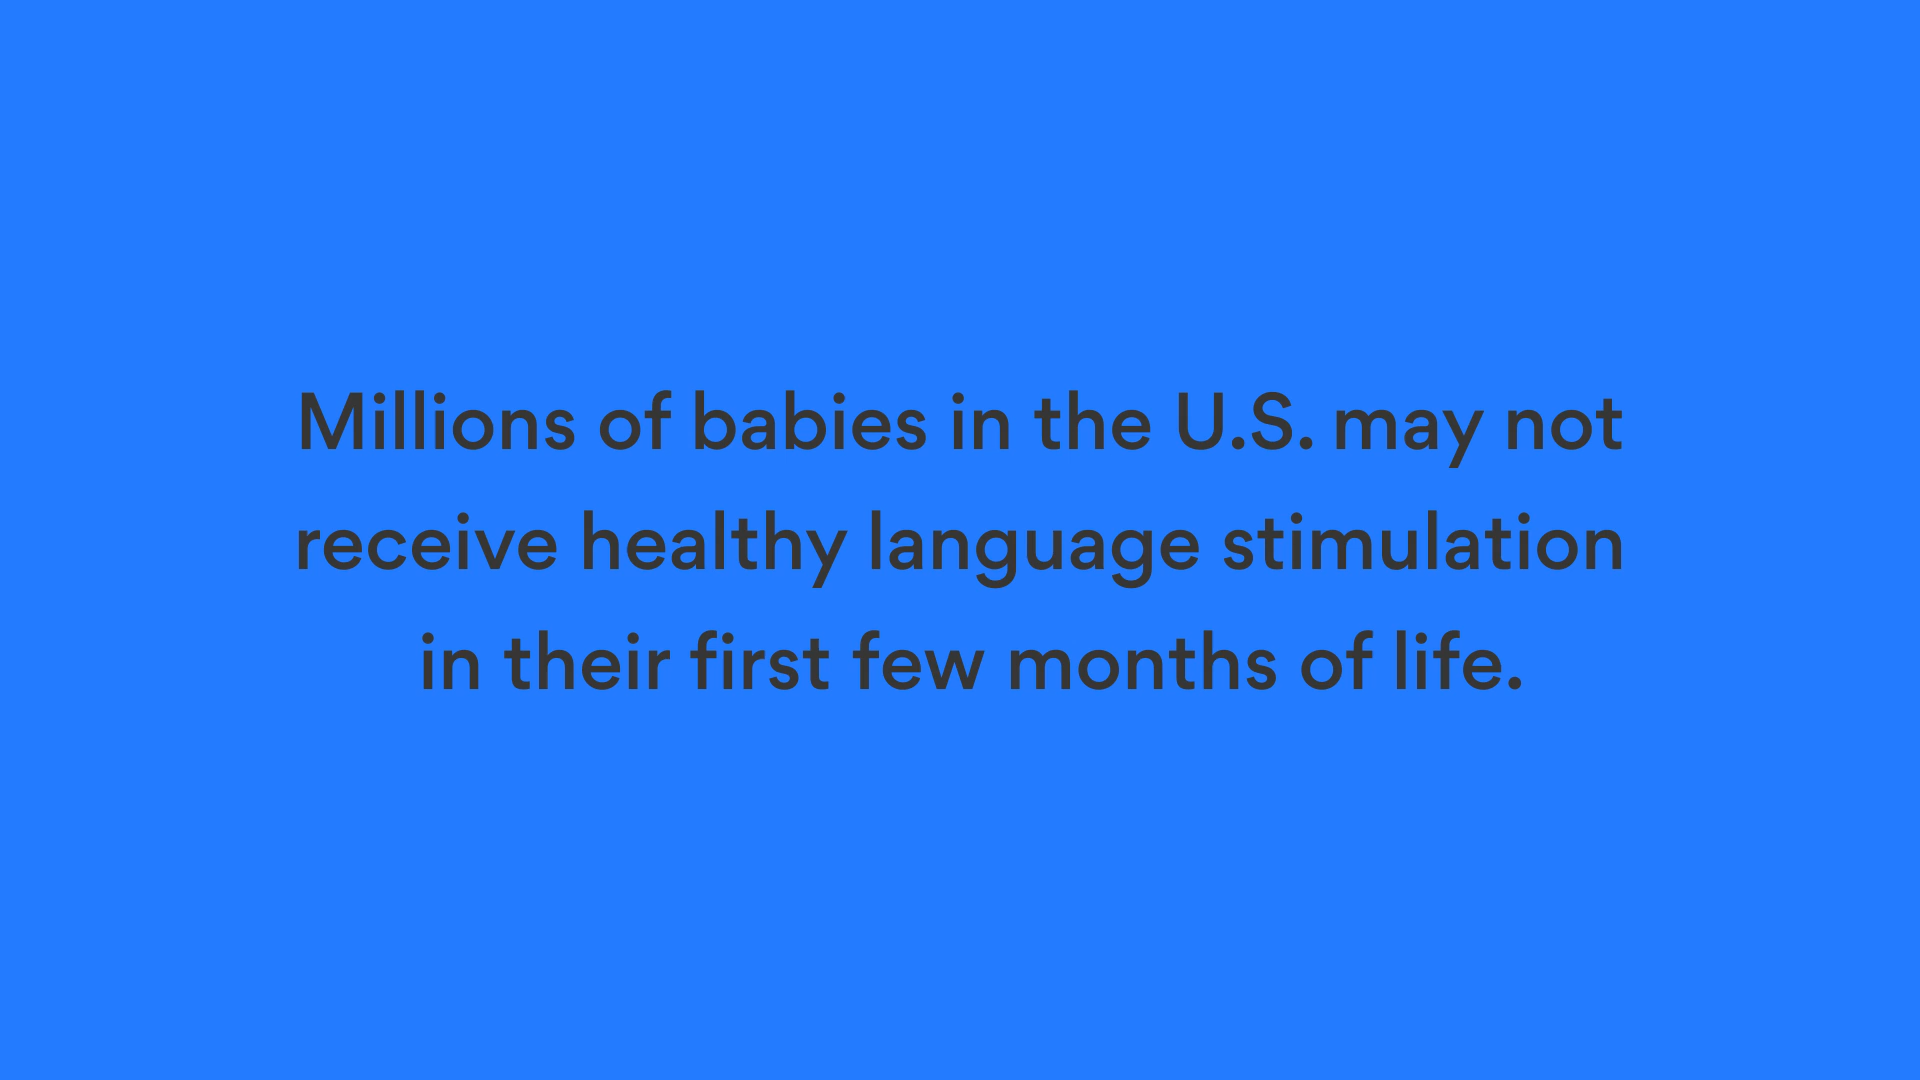 Millions of babies in the U.S. may not
receive healthy language stimulation
in their first few months of life.